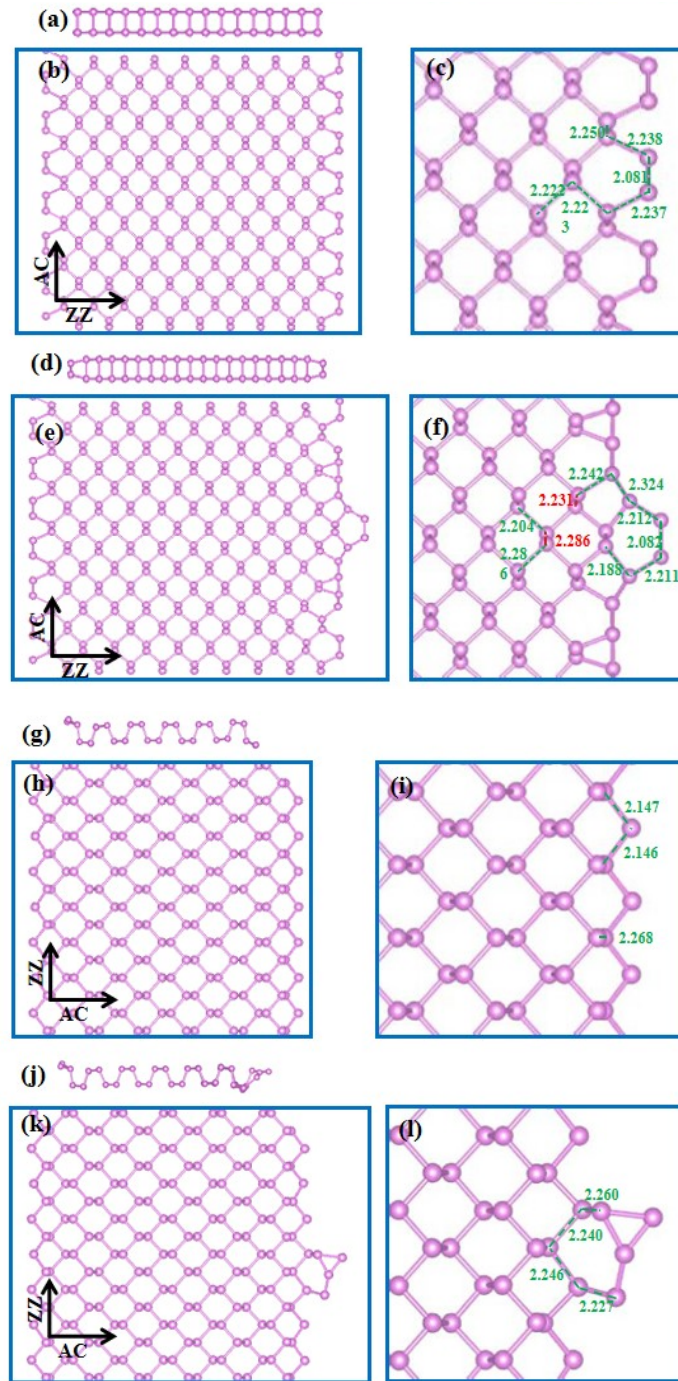 (a)
(b)
AC
ZZ
(c)
2.250
2.238
2.081
2.222
2.22
3
2.237
(d)
(e)
AC
ZZ
(f)
2.242
2.324
2.231
2.212
2.204
2.286
2.082
2.28
6
2.188
2.211
(g)
(h)
ZZ
AC
(i)
2.147
2.146
2.268
(j)
(k)
ZZ
AC
(l)
2.260
2.240
2.246
2.227